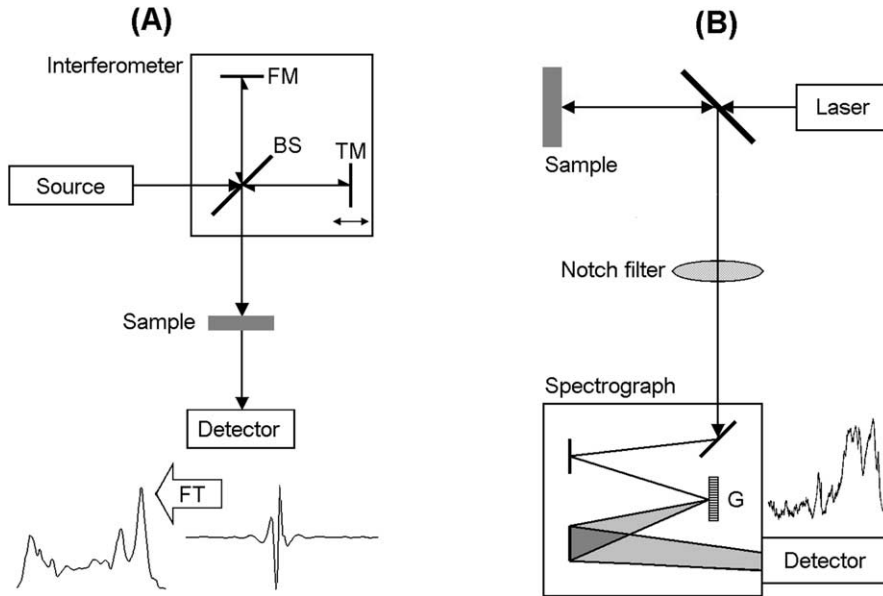 (A)
Interferometer
FM
BS
TM
Source
Sample
Detector
FT
(B)
Laser
Sample
Notch filter
Spectrograph
G
Detector